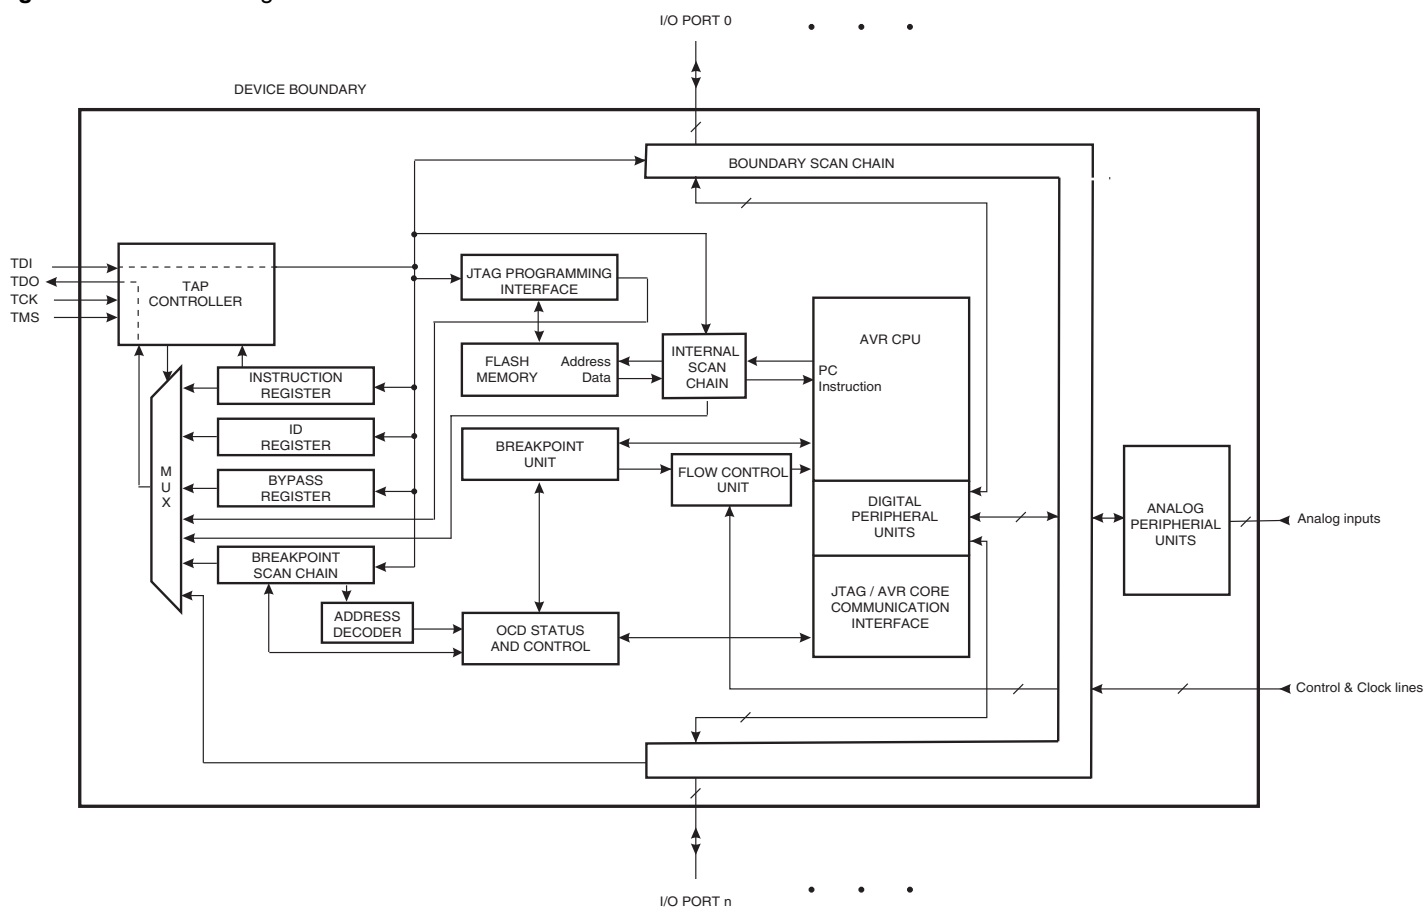 I/O PORT 0
DEVICE BOUNDARY
BOUNDARY SCAN CHAIN
TDI
TDO
TCK
TMS
TAP
CONTROLLER
JTAG PROGRAMMING
INTERFACE
AVR CPU
FLASH
MEMORY
Address
Data
INTERNAL
SCAN
CHAIN
PC
Instruction
INSTRUCTION
REGISTER
ID
REGISTER
M
U
X
BYPASS
REGISTER
BREAKPOINT
UNIT
FLOW CONTROL
UNIT
DIGITAL
PERIPHERAL
UNITS
ANALOG
PERIPHERIAL
UNITS
Analog inputs
BREAKPOINT
SCAN CHAIN
ADDRESS
DECODER
OCD STATUS
AND CONTROL
JTAG / AVR CORE
COMMUNICATION
INTERFACE
Control & Clock lines
I/O PORT n